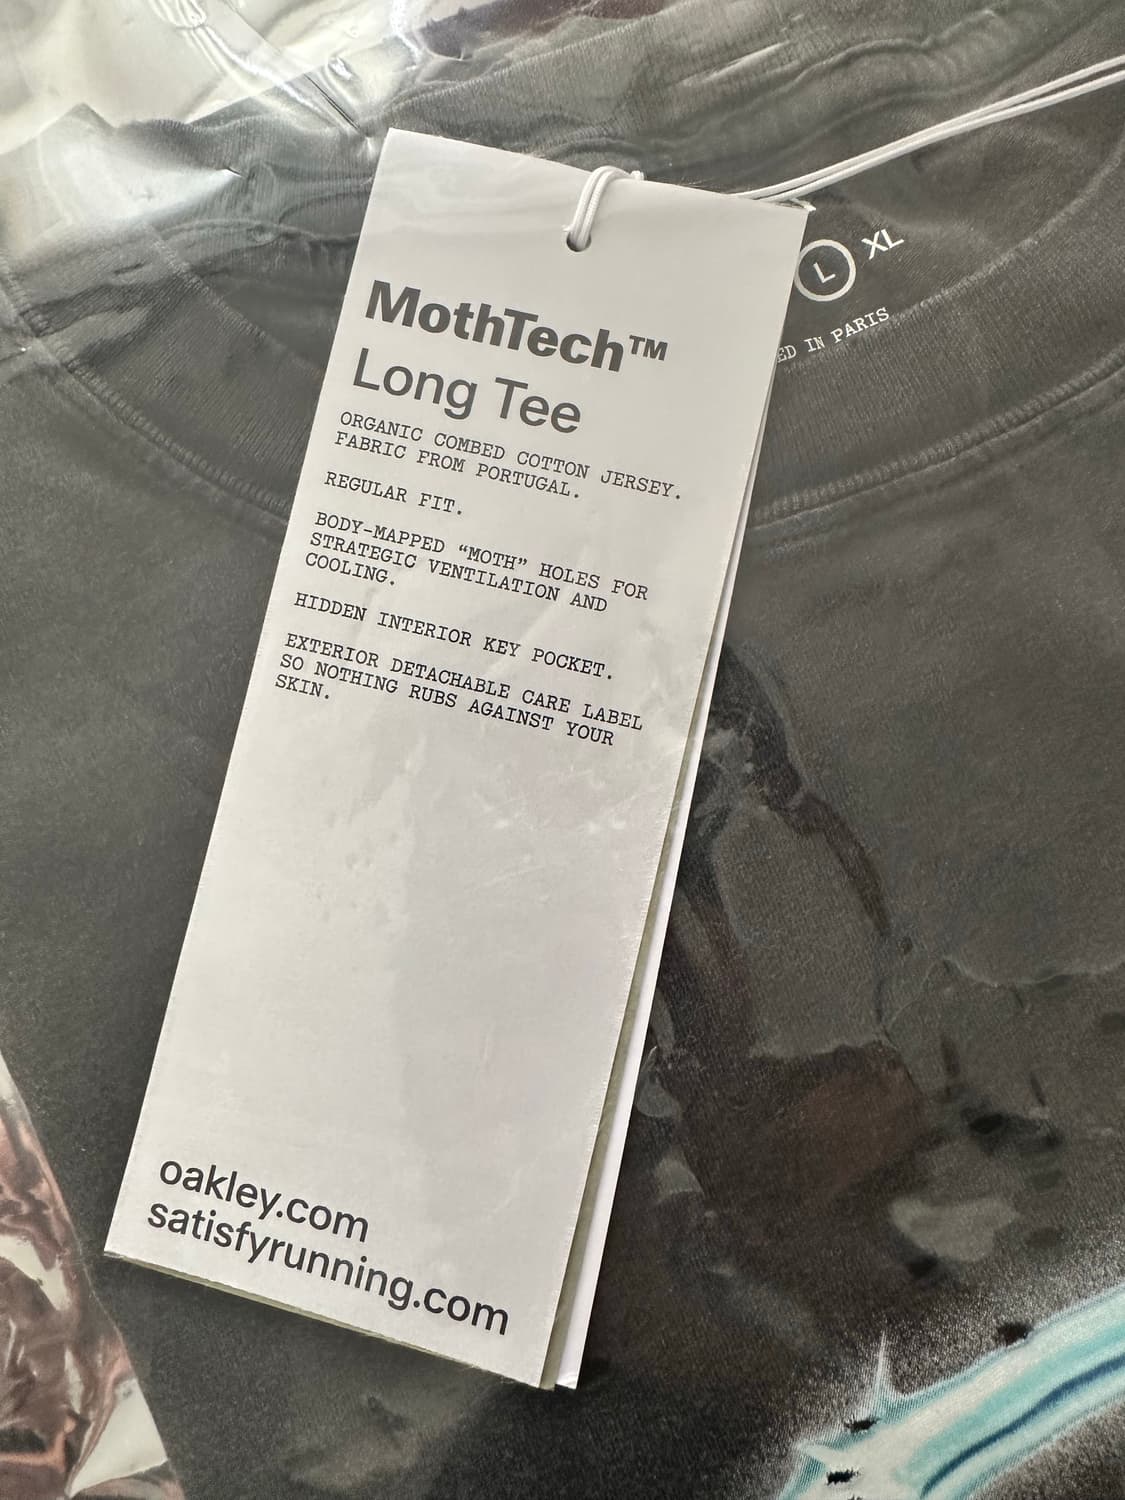 MothTech™
Long Tee
ORGANIC COMBED COTTON JERSEY.
FABRIC FROM PORTUGAL.
REGULAR FIT.
BODY-MAPPED “MOTH” HOLES FOR
STRATEGIC VENTILATION AND
COOLING.
HIDDEN INTERIOR KEY POCKET.
EXTERIOR DETACHABLE CARE LABEL
SO NOTHING RUBS AGAINST YOUR
SKIN.
oakley.com
satisfyrunning.com
L XL
IN PARIS